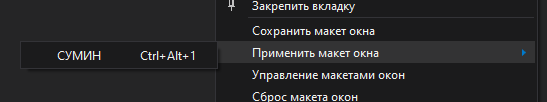 Закрепить вкладку
Сохранить макет окна
Применить макет окна
СУМИН Ctrl+Alt+1
Управление макетами окон
Сброс макета окон